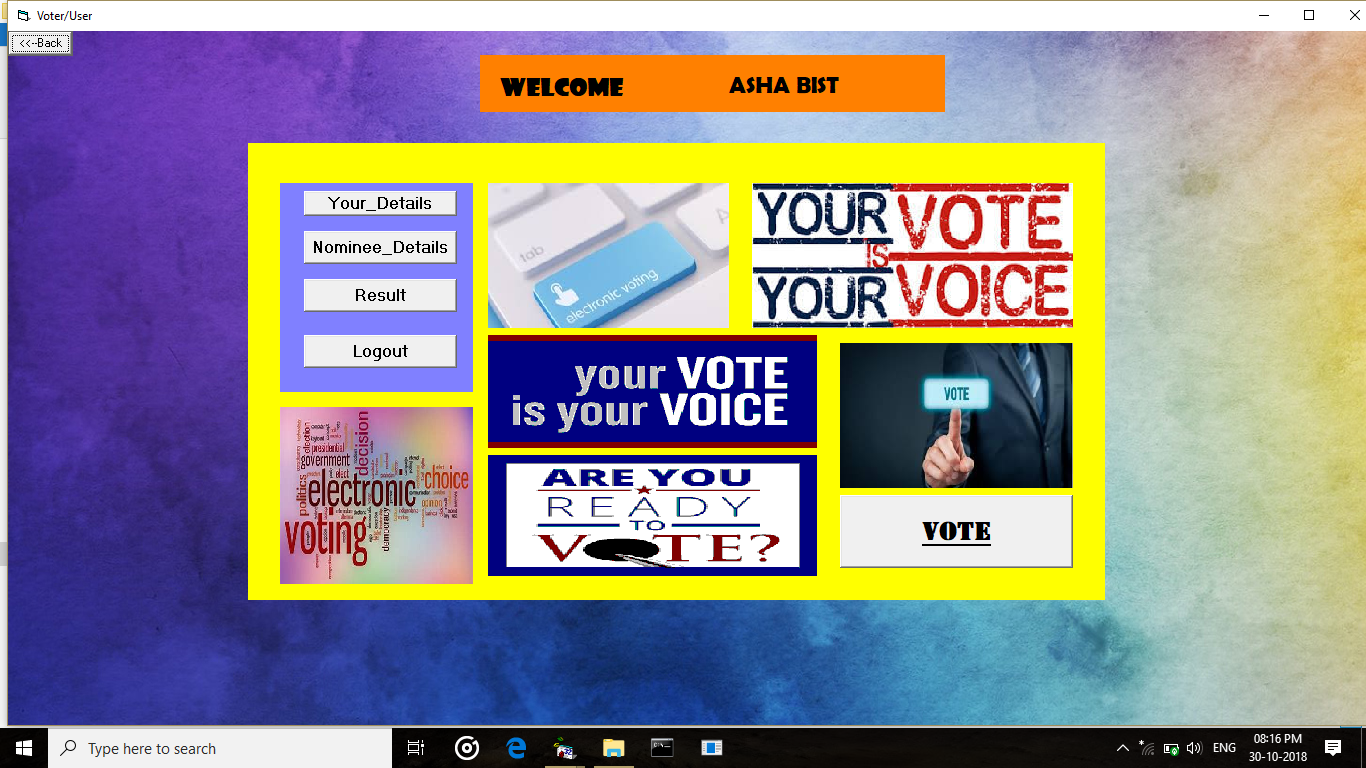 Voter/User
<<--Back
WELCOME ASHA BIST
Your_Details
Nominee_Details
Result
Logout
tab
electronic voting
YOUR VOTE
IS
YOUR VOICE
your VOTE
is your VOICE
VOTE
decision
election
presidential
government
politics
electronic
choice
opinion
voting
democracy
ARE YOU
READY
TO
VOTE?
VOTE
Type here to search
ENG
08:16 PM
30-10-2018